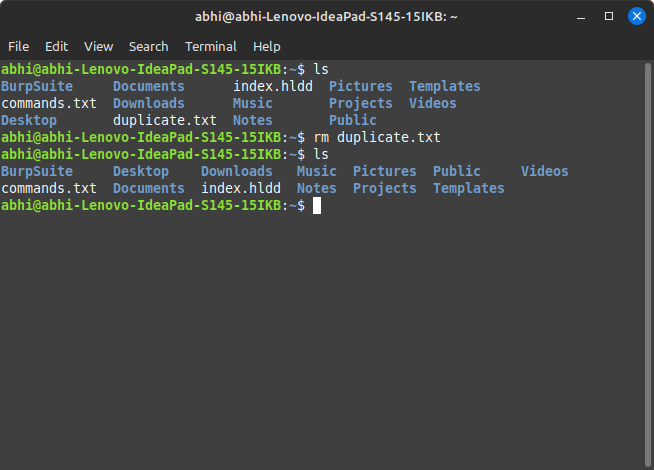 abhi@abhi-Lenovo-IdeaPad-S145-15IKB: ~
File Edit View Search Terminal Help
abhi@abhi-Lenovo-IdeaPad-S145-15IKB:~$ ls
BurpSuite Documents index.hldd Pictures Templates
commands.txt Downloads Music Projects Videos
Desktop duplicate.txt Notes Public
abhi@abhi-Lenovo-IdeaPad-S145-15IKB:~$ rm duplicate.txt
abhi@abhi-Lenovo-IdeaPad-S145-15IKB:~$ ls
BurpSuite Desktop Downloads Music Pictures Public Videos
commands.txt Documents index.hldd Notes Projects Templates
abhi@abhi-Lenovo-IdeaPad-S145-15IKB:~$